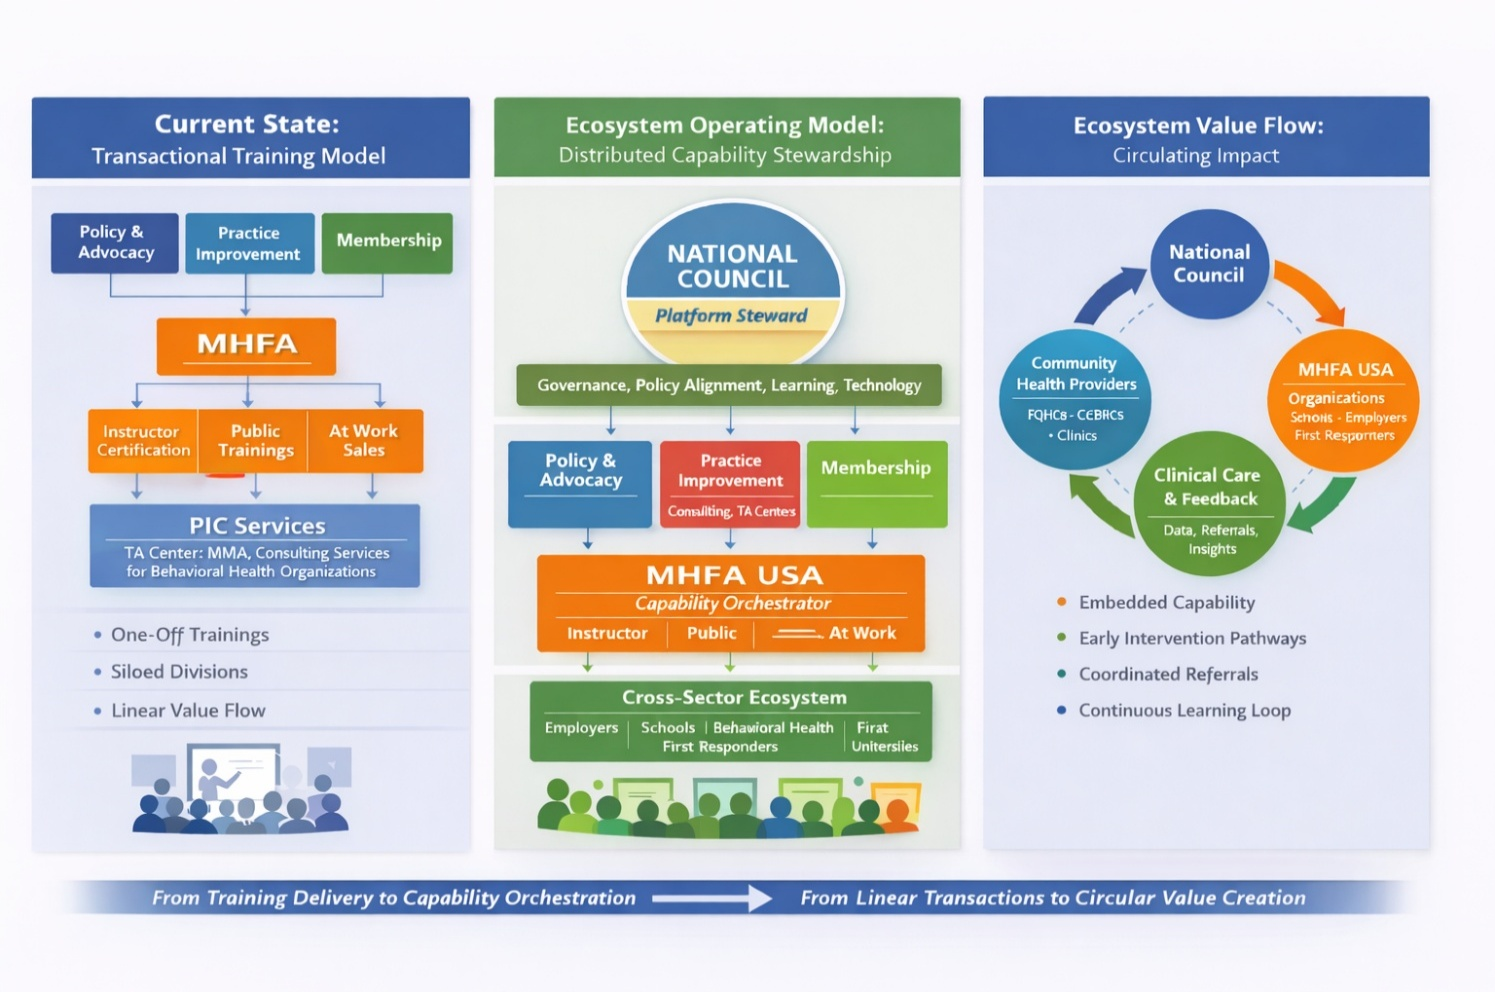 Current State:
Transactional Training Model
Policy &
Advocacy
Practice
Improvement
Membership
MHFA
Instructor
Certification
Public
Trainings
At Work
Sales
PIC Services
TA Center: MMA, Consulting Services
for Behavioral Health Organizations
• One-Off Trainings
• Siloed Divisions
• Linear Value Flow
Ecosystem Operating Model:
Distributed Capability Stewardship
NATIONAL
COUNCIL
Platform Steward
Governance, Policy Alignment, Learning, Technology
Policy &
Advocacy
Practice
Improvement
Consulting, TA Centers
Membership
MHFA USA
Capability Orchestrator
Instructor
Public
At Work
Cross-Sector Ecosystem
Employers
Schools
Behavioral Health
First Responders
Firat
Ecosystem Value Flow:
Circulating Impact
National
Council
MHFA USA
Organizations
- Employers
First
Clinical Care
& Feedback
Data, Referrals,
Insights
Community
Health Providers
• Clinics
• Embedded Capability
• Early Intervention Pathways
• Coordinated Referrals
• Continuous Learning Loop
From Training Delivery to Capability Orchestration
From Linear Transactions to Circular Value Creation